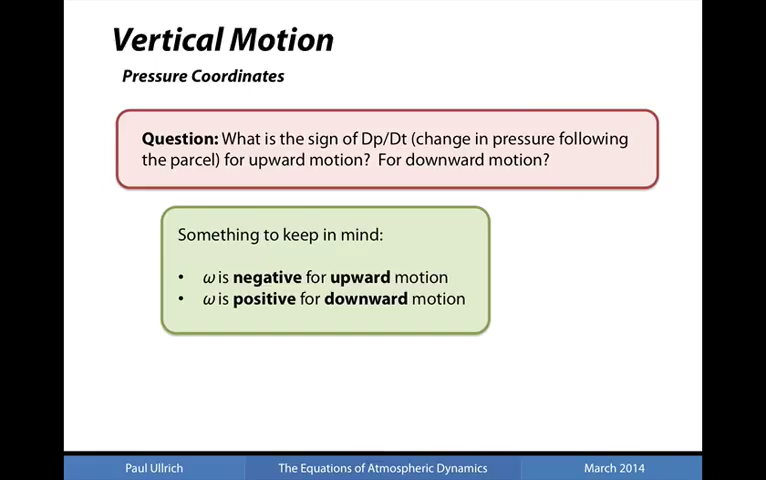 Vertical Motion
Pressure Coordinates
Question: What is the sign of Dp/Dt (change in pressure following
the parcel) for upward motion? For downward motion?
Something to keep in mind:
• ω is negative for upward motion
• ω is positive for downward motion
Paul Ullrich
The Equations of Atmospheric Dynamics
March 2014